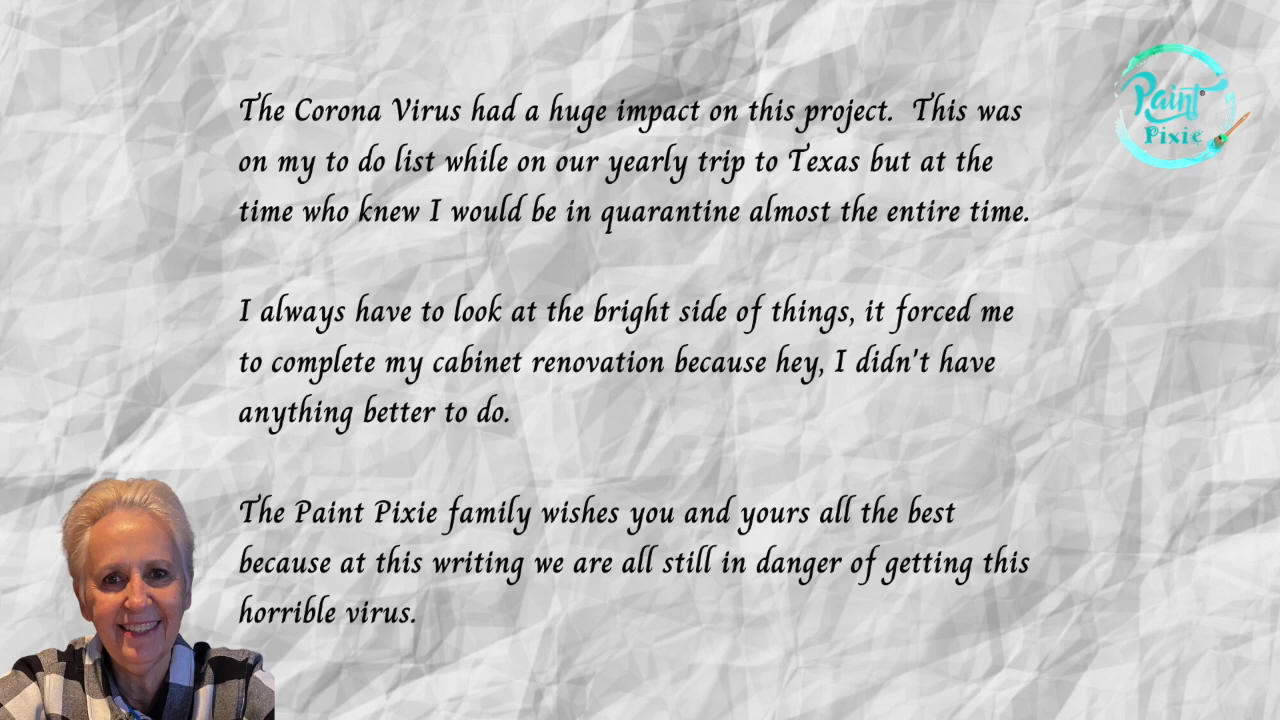 The Corona Virus had a huge impact on this project.  This was
on my to do list while on our yearly trip to Texas but at the
time who knew I would be in quarantine almost the entire time.
I always have to look at the bright side of things, it forced me
to complete my cabinet renovation because hey, I didn't have
anything better to do.
The Paint Pixie family wishes you and yours all the best
because at this writing we are all still in danger of getting this
horrible virus.
Paint®
Pixie